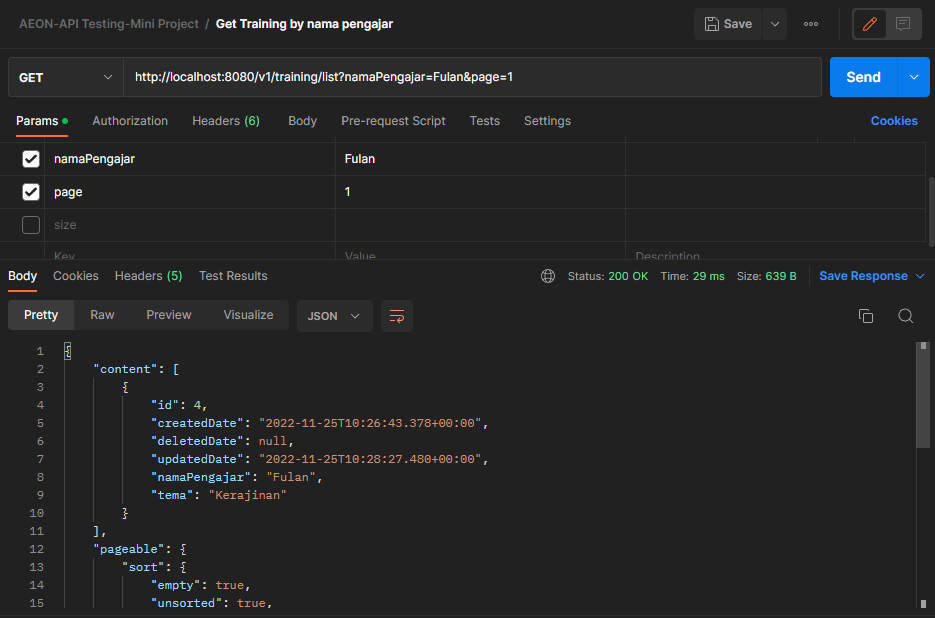 AEON-API Testing-Mini Project / Get Training by nama pengajar
Save
GET http://localhost:8080/v1/training/list?namaPengajar=Fulan&page=1 Send
Params Authorization Headers (6) Body Pre-request Script Tests Settings Cookies
namaPengajar Fulan
page 1
size
Key Value Description
Body Cookies Headers (5) Test Results Status: 200 OK Time: 29 ms Size: 639 B Save Response
Pretty Raw Preview Visualize JSON
1 {
2 "content": [
3 {
4 "id": 4,
5 "createdDate": "2022-11-25T10:26:43.378+00:00",
6 "deletedDate": null,
7 "updatedDate": "2022-11-25T10:28:27.480+00:00",
8 "namaPengajar": "Fulan",
9 "tema": "Kerajinan"
10 }
11 ],
12 "pageable": {
13 "sort": {
14 "empty": true,
15 "unsorted": true,